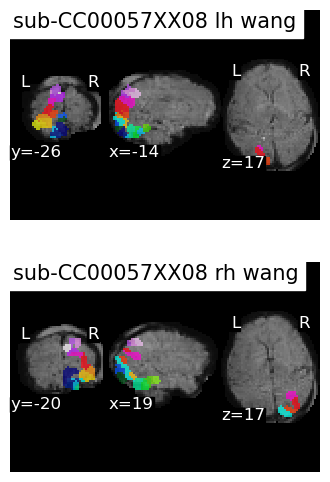 sub-CC00057XX08 lh wang
L R L R
y=-26 x=-14 z=17
sub-CC00057XX08 rh wang
L R L R
y=-20 x=19 z=17